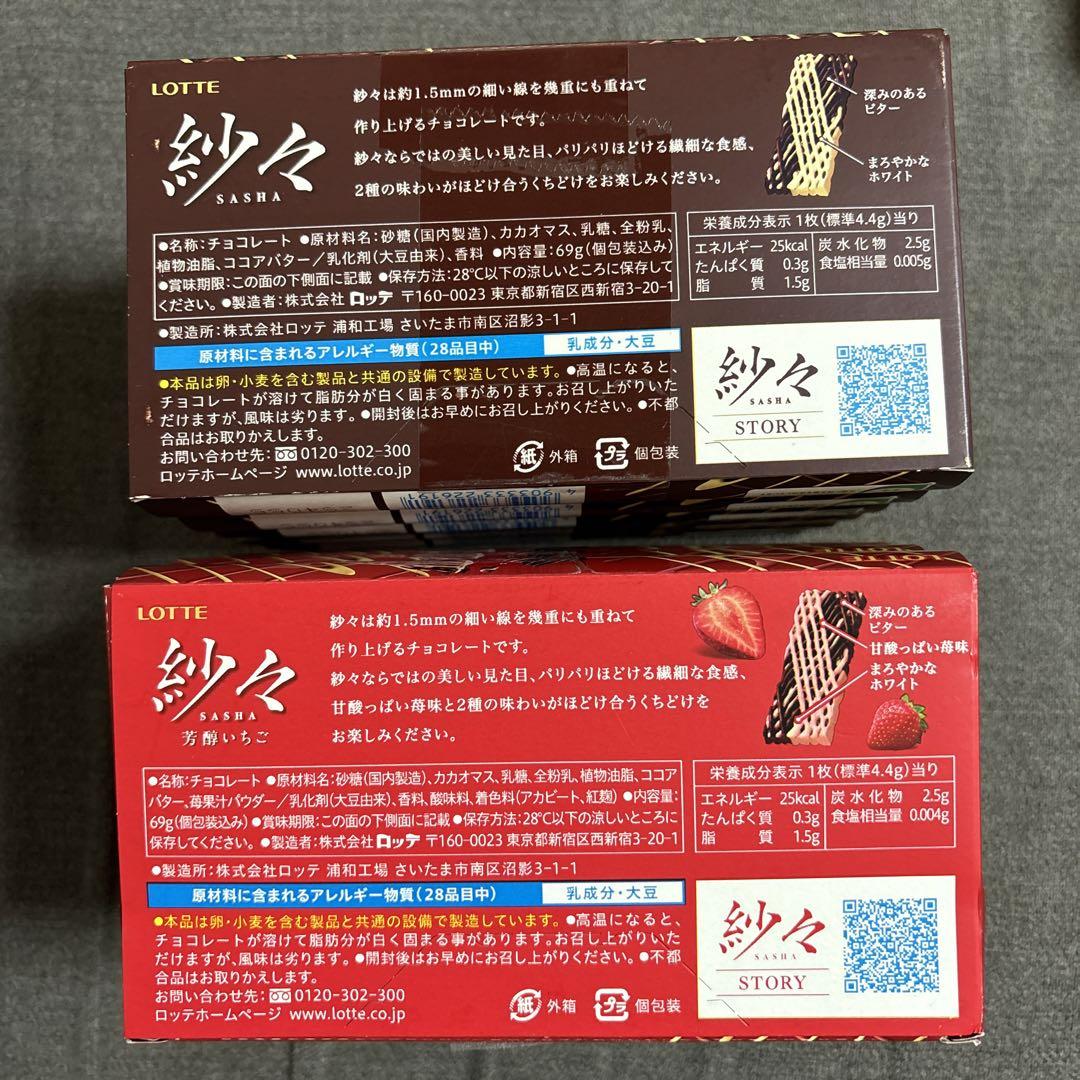 LOTTE
紗々
SASHA
紗々は約1.5mmの細い線を幾重にも重ねて
作り上げるチョコレートです。
紗々ならではの美しい見た目、パリパリほどける繊細な食感、
2種の味わいがほどけ合うくちどけをお楽しみください。
深みのある
ビター
まろやかな
ホワイト
●名称：チョコレート ●原材料名：砂糖（国内製造）、カカオマス、乳糖、全粉乳、
植物油脂、ココアバター／乳化剤（大豆由来）、香料 ●内容量：69g（個包装込み）
●賞味期限：この面の下側面に記載 ●保存方法：28℃以下の涼しいところに保存して
ください。●製造者：株式会社 ロッテ 〒160-0023 東京都新宿区西新宿3-20-1
栄養成分表示 1枚（標準4.4g）当り
エネルギー 25kcal 炭水化物 2.5g
たんぱく質 0.3g 食塩相当量 0.005g
脂質 1.5g
●製造所：株式会社ロッテ 浦和工場 さいたま市南区沼影3-1-1
原材料に含まれるアレルギー物質（28品目中） 乳成分・大豆
●本品は卵・小麦を含む製品と共通の設備で製造しています。●高温になると、
チョコレートが溶けて脂肪分が白く固まる事があります。お召し上がりいた
だけますが、風味は劣ります。●開封後はお早めにお召し上がりください。●不都
合品はお取りかえします。
お問い合わせ先：0120-302-300
ロッテホームページ www.lotte.co.jp
紙 外箱 プラ 個包装
紗々
SASHA
STORY
LOTTE
紗々
SASHA
芳醇いちご
紗々は約1.5mmの細い線を幾重にも重ねて
作り上げるチョコレートです。
紗々ならではの美しい見た目、パリパリほどける繊細な食感、
甘酸っぱい苺味と2種の味わいがほどけ合うくちどけを
お楽しみください。
深みのある
ビター
甘酸っぱい苺味
まろやかな
ホワイト
●名称：チョコレート ●原材料名：砂糖（国内製造）、カカオマス、乳糖、全粉乳、植物油脂、ココア
バター、苺果汁パウダー／乳化剤（大豆由来）、香料、酸味料、着色料（アカビート、紅麹） ●内容量：
69g（個包装込み） ●賞味期限：この面の下側面に記載 ●保存方法：28℃以下の涼しいところに
保存してください。●製造者：株式会社 ロッテ 〒160-0023 東京都新宿区西新宿3-20-1
栄養成分表示 1枚（標準4.4g）当り
エネルギー 25kcal 炭水化物 2.5g
たんぱく質 0.3g 食塩相当量 0.004g
脂質 1.5g
●製造所：株式会社ロッテ 浦和工場 さいたま市南区沼影3-1-1
原材料に含まれるアレルギー物質（28品目中） 乳成分・大豆
●本品は卵・小麦を含む製品と共通の設備で製造しています。●高温になると、
チョコレートが溶けて脂肪分が白く固まる事があります。お召し上がりいた
だけますが、風味は劣ります。●開封後はお早めにお召し上がりください。●不都
合品はお取りかえします。
お問い合わせ先：0120-302-300
ロッテホームページ www.lotte.co.jp
紙 外箱 プラ 個包装
紗々
SASHA
STORY